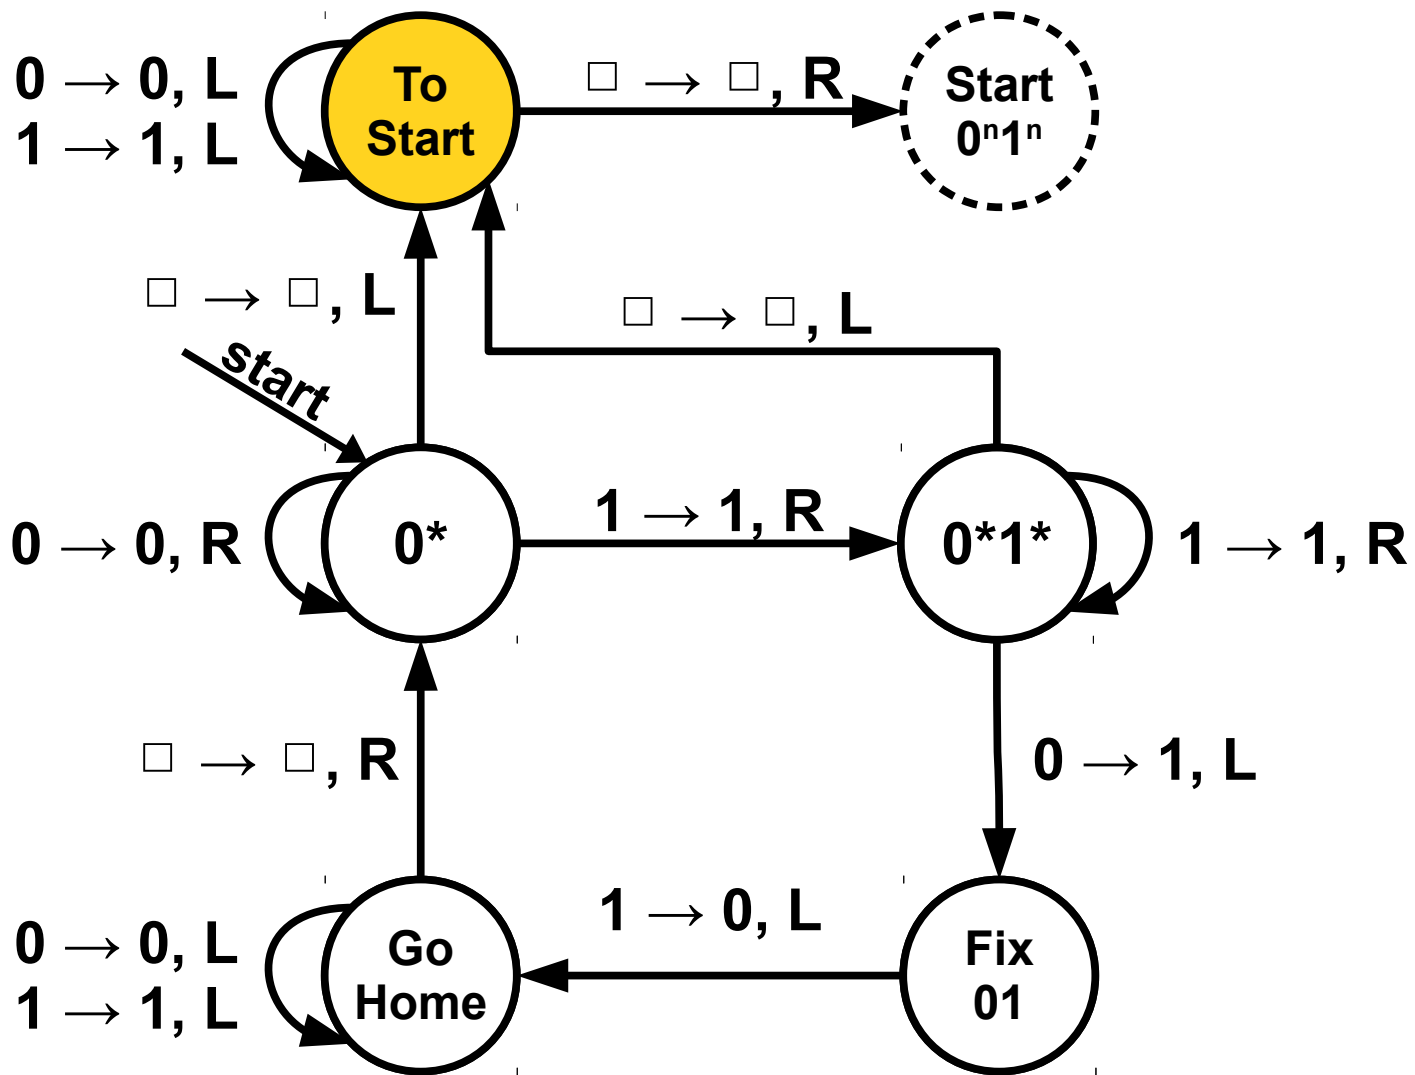 0 → 0, L
1 → 1, L
To
Start
□ → □, R
Start
0ⁿ1ⁿ
□ → □, L
□ → □, L
start
0 → 0, R
0*
1 → 1, R
0*1*
1 → 1, R
□ → □, R
0 → 1, L
0 → 0, L
1 → 1, L
Go
Home
1 → 0, L
Fix
01